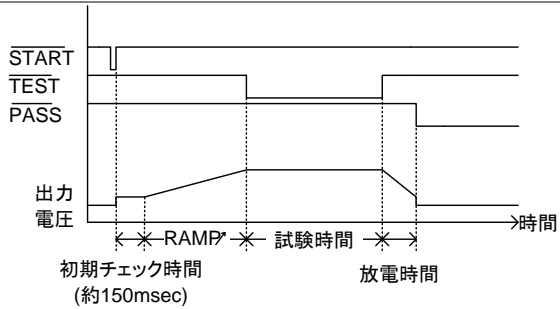 START
TEST
PASS
出力
電圧
時間
RAMP↗
試験時間
初期チェック時間
(約150msec)
放電時間